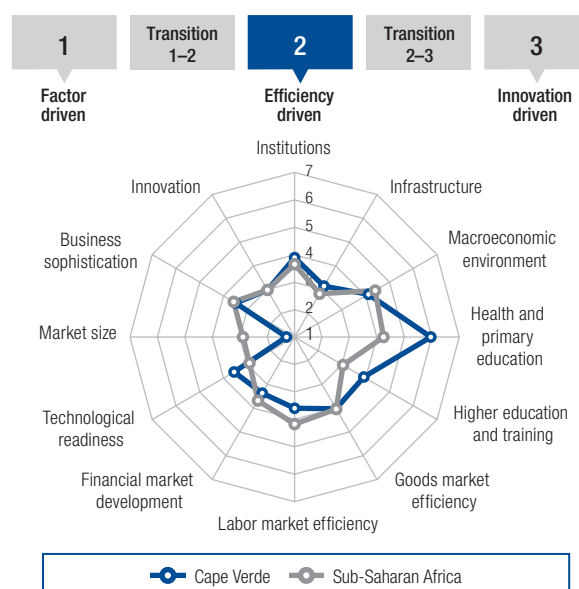 1
Transition
1–2
2
Transition
2–3
3
Factor
driven
Efficiency
driven
Innovation
driven
Institutions
7
6
5
4
3
2
1
Infrastructure
Macroeconomic
environment
Health and
primary
education
Higher education
and training
Goods market
efficiency
Labor market efficiency
Financial market
development
Technological
readiness
Market size
Business
sophistication
Innovation
Cape Verde
Sub-Saharan Africa